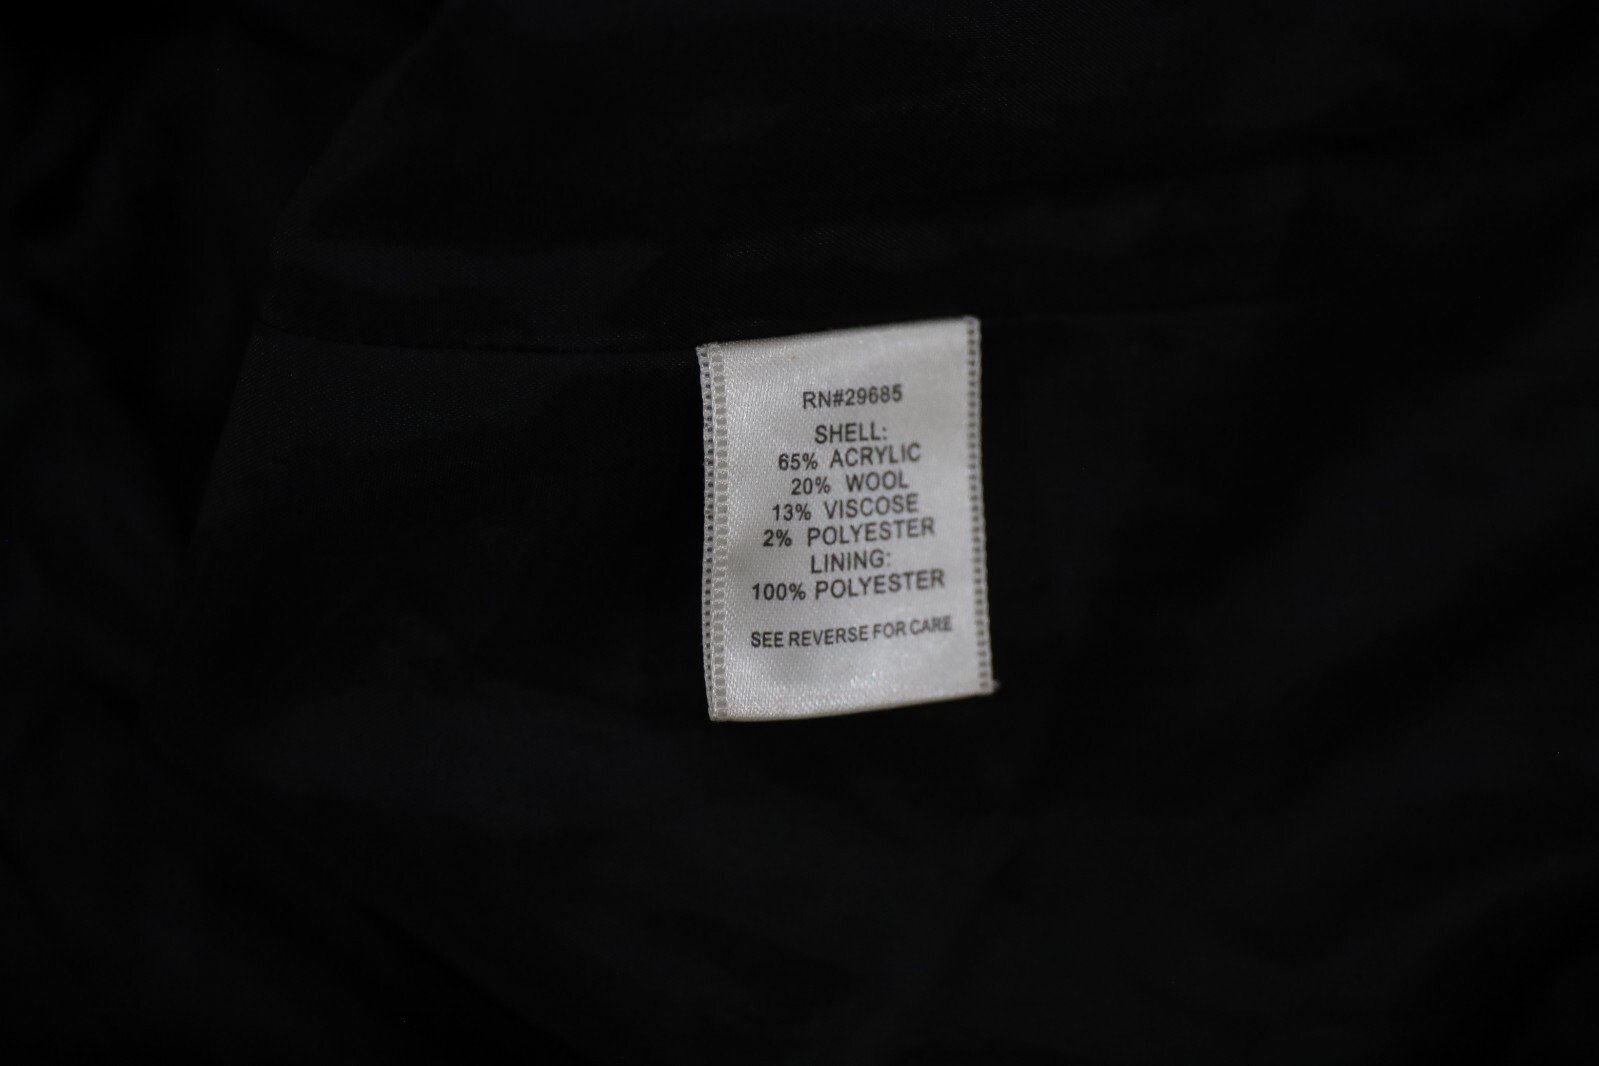 RN#29685
SHELL:
65% ACRYLIC
20% WOOL
13% VISCOSE
2% POLYESTER
LINING:
100% POLYESTER
SEE REVERSE FOR CARE